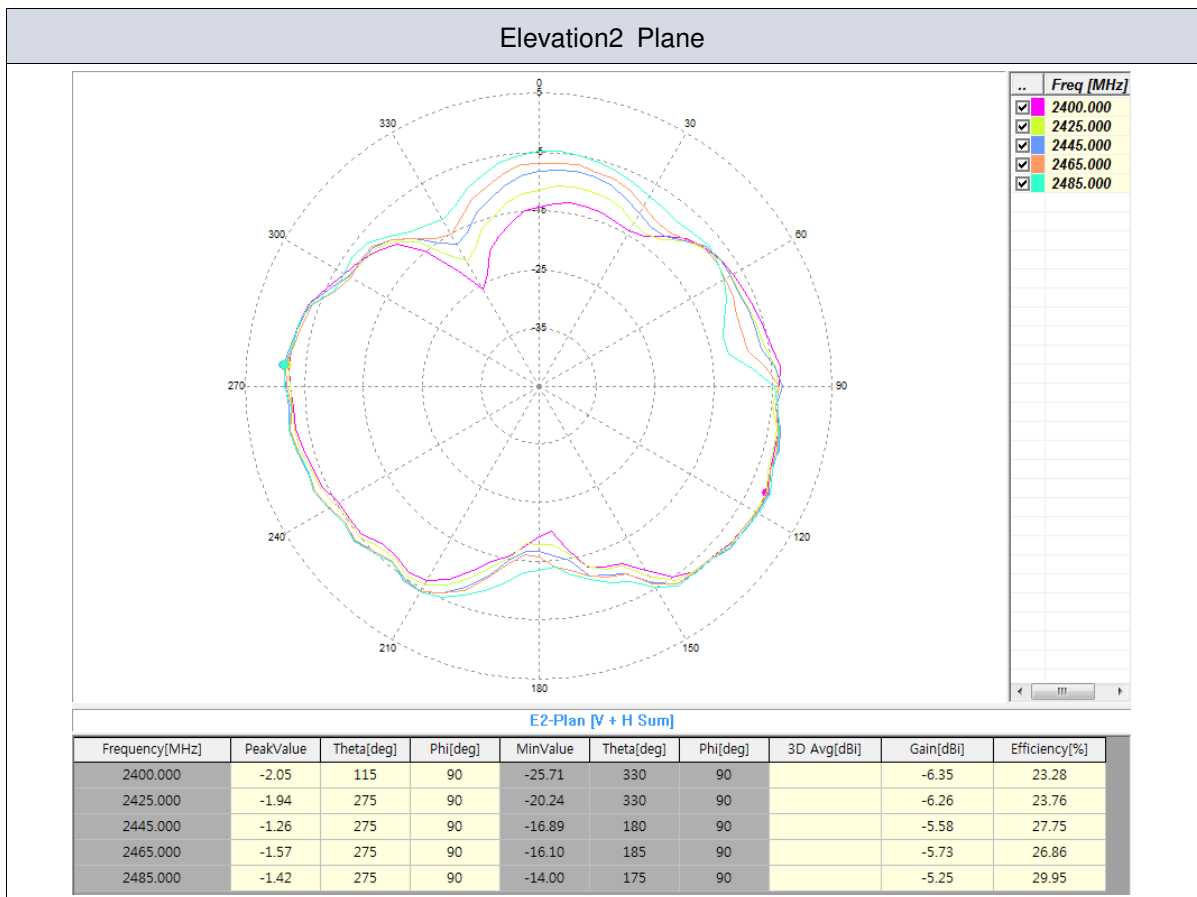 Elevation2 Plane
.. Freq [MHz]
2400.000
2425.000
2445.000
2465.000
2485.000
0
5
330 30
-5
-15
300 60
-25
-35
270 90
240 120
210 150
180
E2-Plan [V + H Sum]
Frequency[MHz] PeakValue Theta[deg] Phi[deg] MinValue Theta[deg] Phi[deg] 3D Avg[dBi] Gain[dBi] Efficiency[%]
2400.000 -2.05 115 90 -25.71 330 90 -6.35 23.28
2425.000 -1.94 275 90 -20.24 330 90 -6.26 23.76
2445.000 -1.26 275 90 -16.89 180 90 -5.58 27.75
2465.000 -1.57 275 90 -16.10 185 90 -5.73 26.86
2485.000 -1.42 275 90 -14.00 175 90 -5.25 29.95